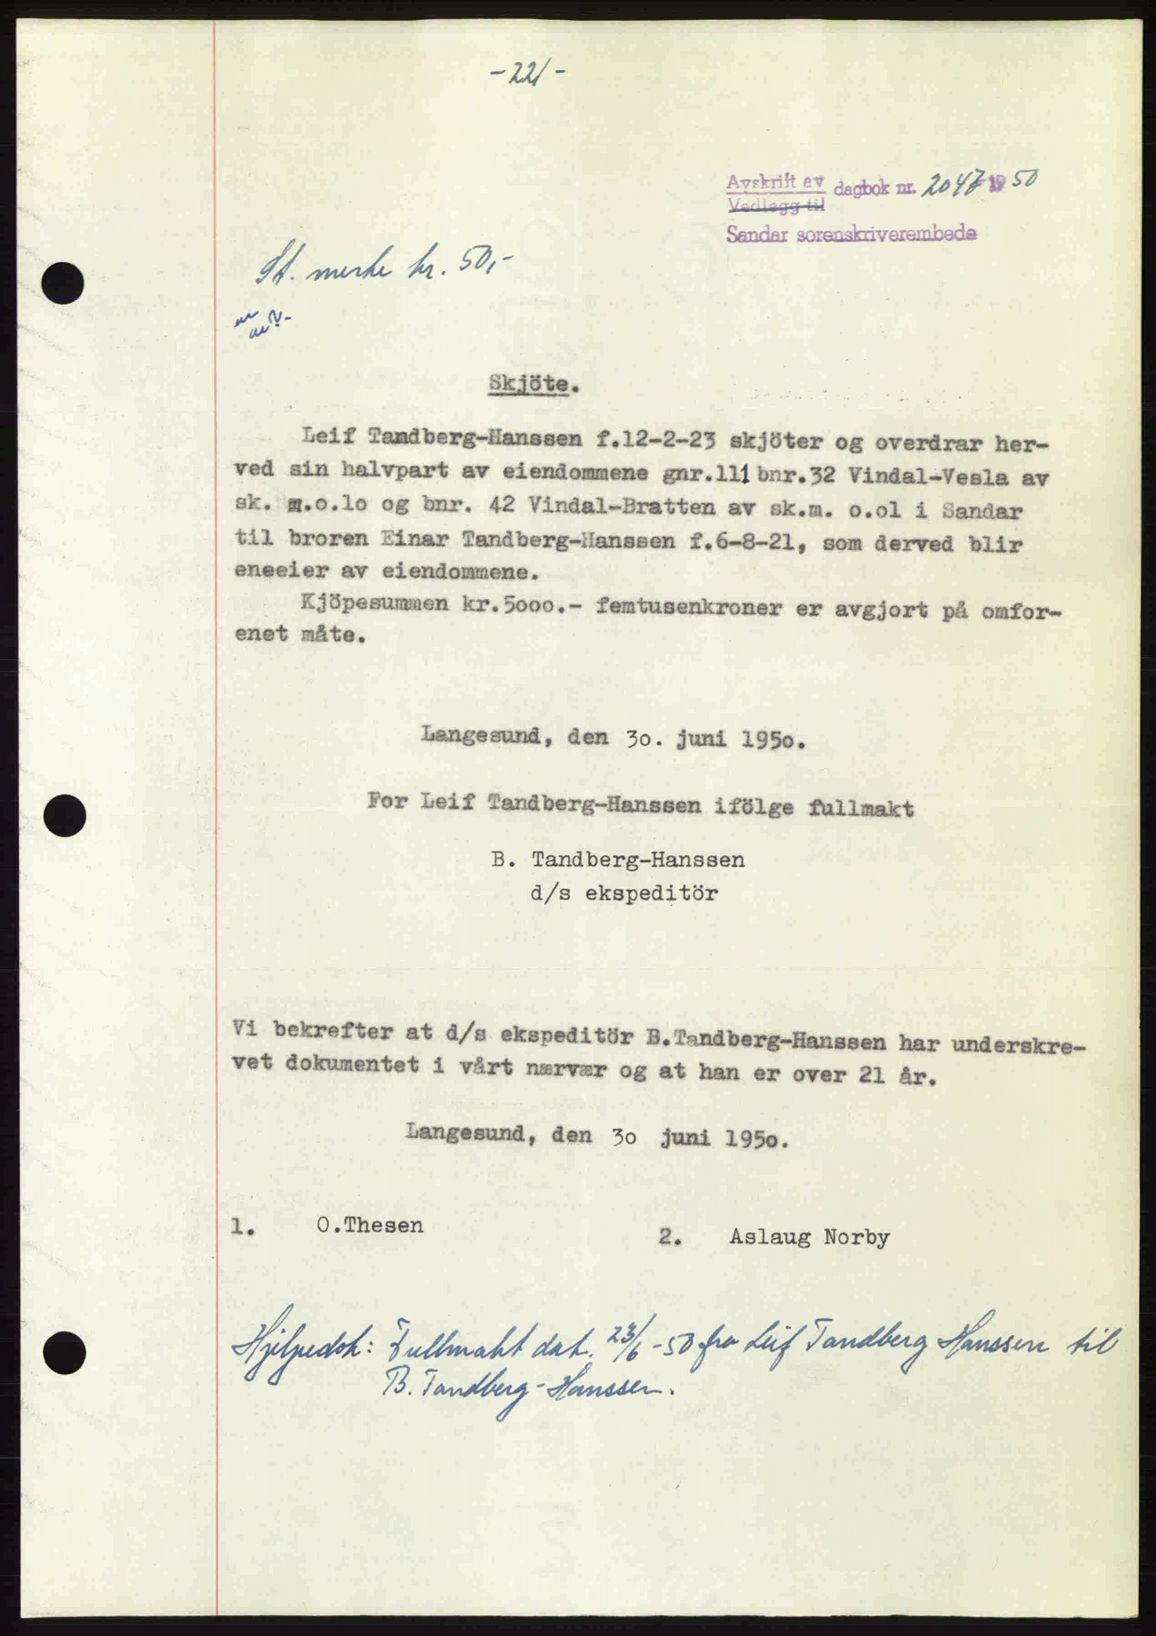 -221-
Avskrift av dagbok nr. 2047 1950
Vedlegg til
Sandar sorenskriverembede
St. merke kr. 50,-
Skjöte.
Leif Tandberg-Hanssen f.12-2-23 skjöter og overdrar her-
ved sin halvpart av eiendommene gnr.111 bnr.32 Vindal-Vesla av
sk. m.o.lo og bnr. 42 Vindal-Bratten av sk.m. o.ol i Sandar
til broren Einar Tandberg-Hanssen f.6-8-21, som derved blir
eneeier av eiendommene.
Kjöpesummen kr.5ooo.- femtusenkroner er avgjort på omfor-
enet måte.
Langesund, den 3o. juni 195o.
For Leif Tandberg-Hanssen ifölge fullmakt
B. Tandberg-Hanssen
d/s ekspeditör
Vi bekrefter at d/s ekspeditör B.Tandberg-Hanssen har underskre-
vet dokumentet i vårt nærvær og at han er over 21 år.
Langesund, den 3o juni 195o.
1. O.Thesen
2. Aslaug Norby
Hjelpedok: Fullmakt dat. 23/6-50 fra Leif Tandberg Hanssen til
B. Tandberg-Hanssen.